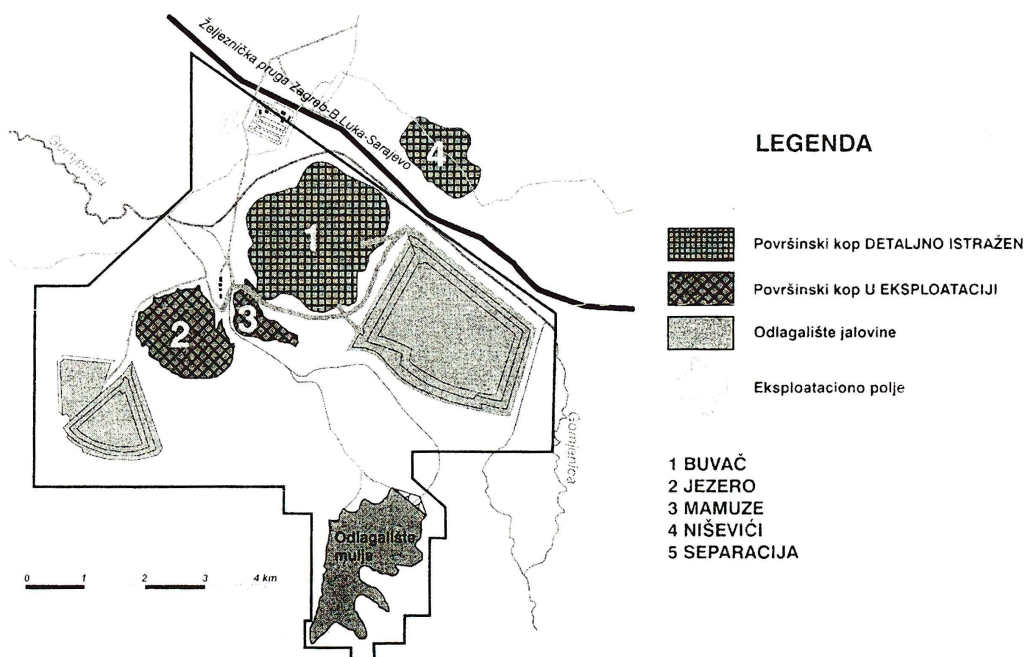 Željeznička pruga Zagreb-B.Luka-Sarajevo
Gomjenica
4
1
3
2
Gomjenica
Odlagalište
mulja
0 1 2 3 4 km
LEGENDA
Površinski kop DETALJNO ISTRAŽEN
Površinski kop U EKSPLOATACIJI
Odlagalište jalovine
Eksploataciono polje
1 BUVAČ
2 JEZERO
3 MAMUZE
4 NIŠEVIĆI
5 SEPARACIJA